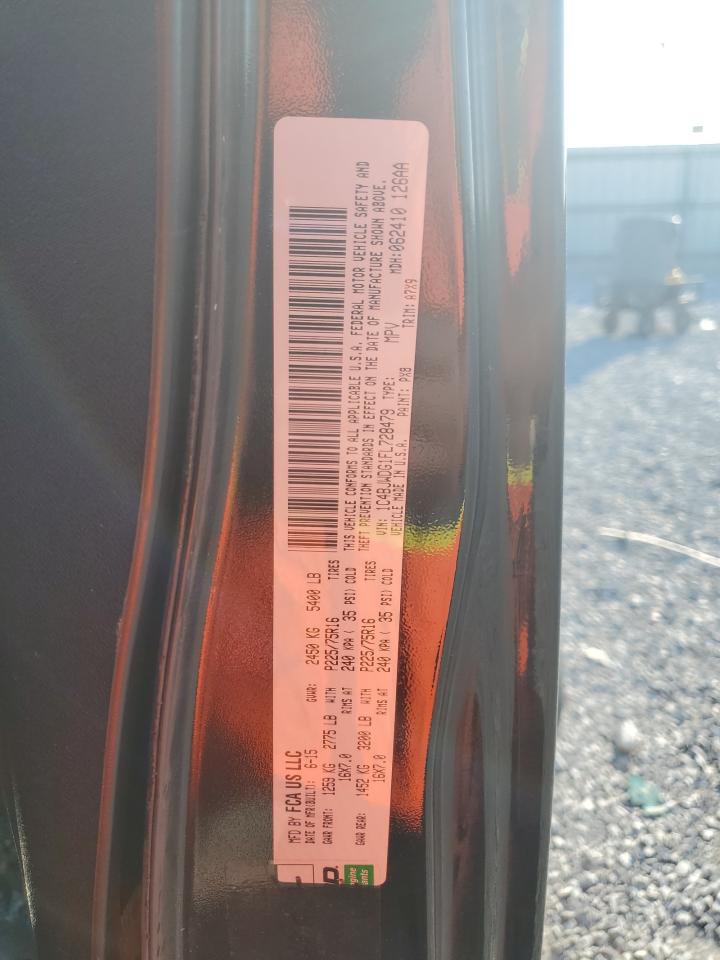 MFD BY FCA US LLC
DATE OF MFR(BUILT): 6-15 GVWR: 2450 KG 5400 LB
GAWR FRONT: 1259 KG 2775 LB WITH P225/75R16 TIRES
16X7.0 RIMS AT 240 KPA ( 35 PSI) COLD
GAWR REAR: 1452 KG 3200 LB WITH P225/75R16 TIRES
16X7.0 RIMS AT 240 KPA ( 35 PSI) COLD
THIS VEHICLE CONFORMS TO ALL APPLICABLE U.S.A. FEDERAL MOTOR VEHICLE SAFETY AND
THEFT PREVENTION STANDARDS IN EFFECT ON THE DATE OF MANUFACTURE SHOWN ABOVE.
VIN: 1C4BJWDG1FL728479 TYPE: MPV MDH:062410 126AA
VEHICLE MADE IN U.S.A. PAINT: PX8 TRIM: A7X9